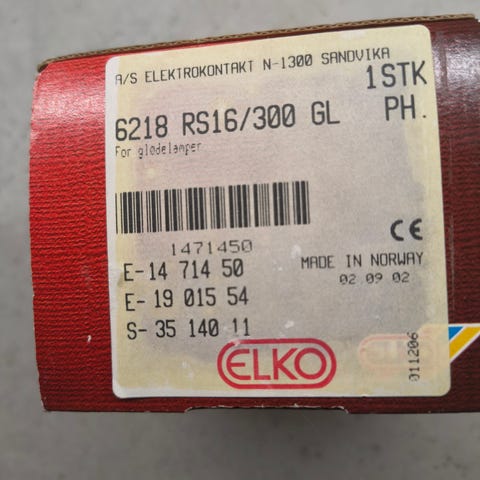 A/S ELEKTROKONTAKT N-1300 SANDVIKA
1STK
6218 RS16/300 GL PH.
For glødelamper
1471450
CE
E-14 714 50
MADE IN NORWAY
E- 19 015 54
02.09.02
S- 35 140 11
ELKO
011206